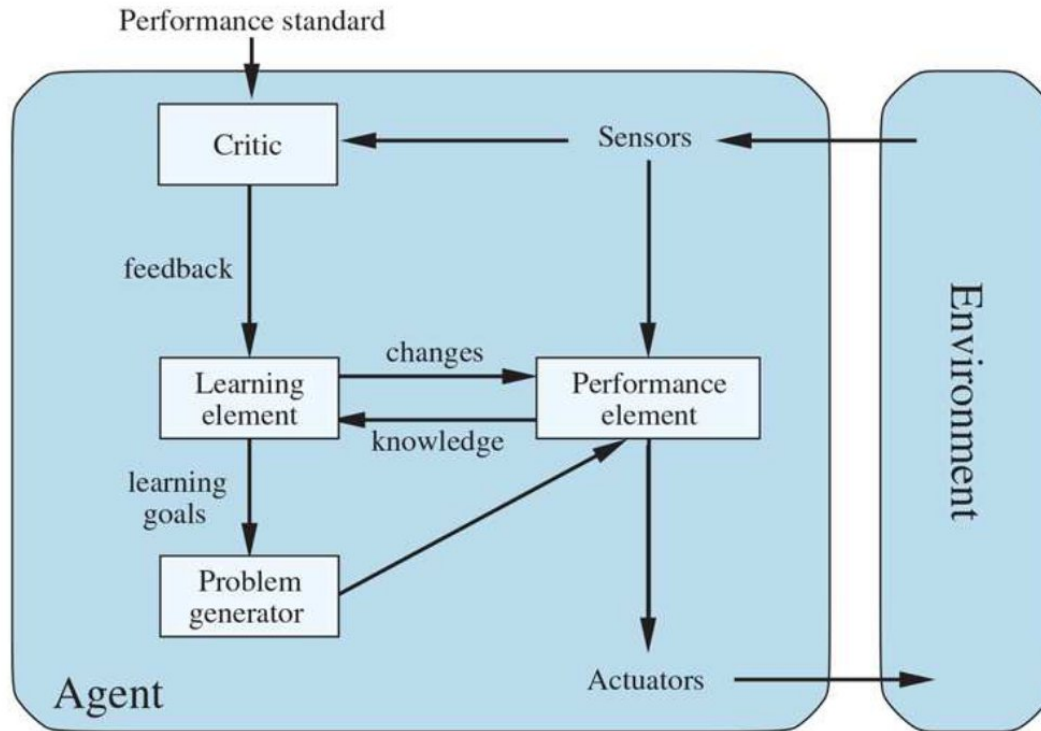 Performance standard
Critic
Sensors
feedback
changes
Learning
element
Performance
element
knowledge
learning
goals
Problem
generator
Agent
Actuators
Environment